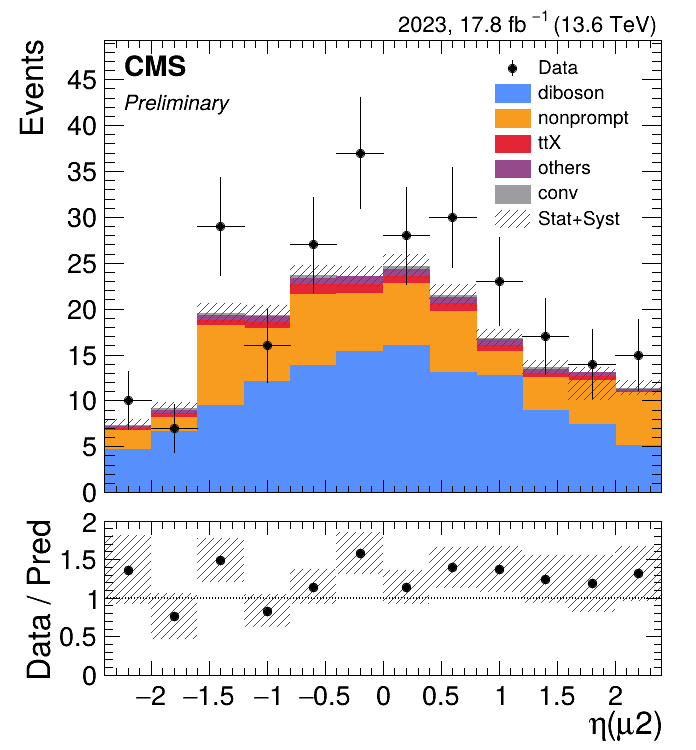 2023, 17.8 fb⁻¹ (13.6 TeV)
CMS
Preliminary
Events
Data
diboson
nonprompt
ttX
others
conv
Stat+Syst
45
40
35
30
25
20
15
10
5
0
Data / Pred
2
1.5
1
0.5
0
−2 −1.5 −1 −0.5 0 0.5 1 1.5 2
η(μ2)